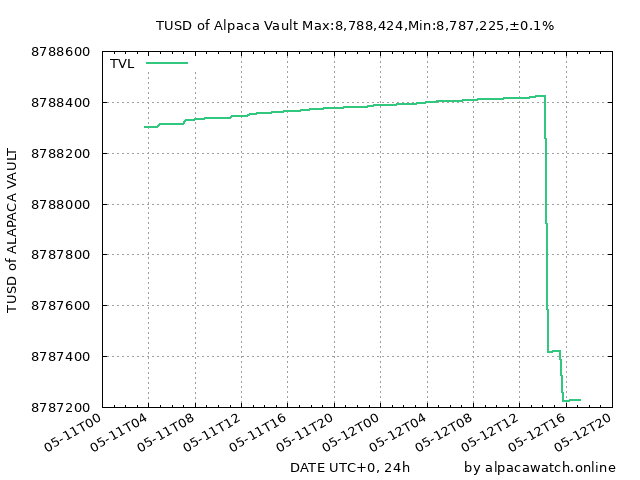 TUSD of Alpaca Vault Max:8,788,424,Min:8,787,225,±0.1%
TVL
8788600
8788400
8788200
8788000
8787800
8787600
8787400
8787200
TUSD of ALAPACA VAULT
05-11T00
05-11T04
05-11T08
05-11T12
05-11T16
05-11T20
05-12T00
05-12T04
05-12T08
05-12T12
05-12T16
05-12T20
DATE UTC+0, 24h
by alpacawatch.online